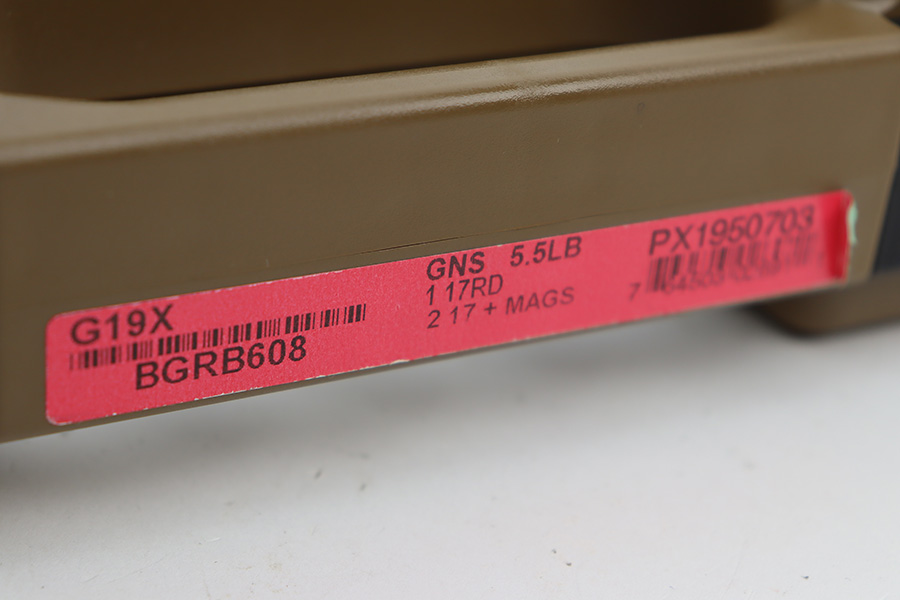 G19X
BGRB608
GNS 5.5LB
1 17RD
2 17 + MAGS
PX1950703